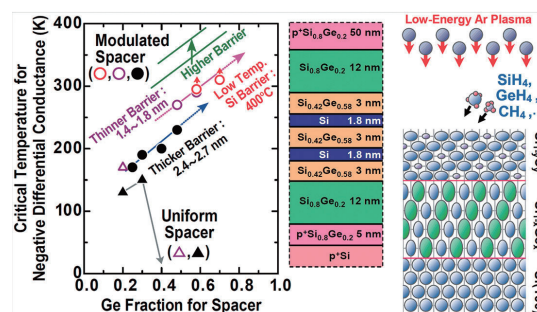 Critical Temperature for
Negative Differential Conductance (K)
400
300
200
100
0
0.0
0.2
0.4
0.6
0.8
1.0
Ge Fraction for Spacer
Modulated
Spacer
( , , )
Higher Barrier
Thinner Barrier :
1.4~1.8 nm
Low Temp.
Si Barrier :
400°C
Thicker Barrier :
2.4~2.7 nm
Uniform
Spacer
( , )
p+Si0.8Ge0.2 50 nm
Si0.8Ge0.2 12 nm
Si0.42Ge0.58 3 nm
Si 1.8 nm
Si0.42Ge0.58 3 nm
Si 1.8 nm
Si0.42Ge0.58 3 nm
Si0.8Ge0.2 12 nm
p+Si0.8Ge0.2 5 nm
p+Si
Low-Energy Ar Plasma
SiH4,
GeH4,
CH4,